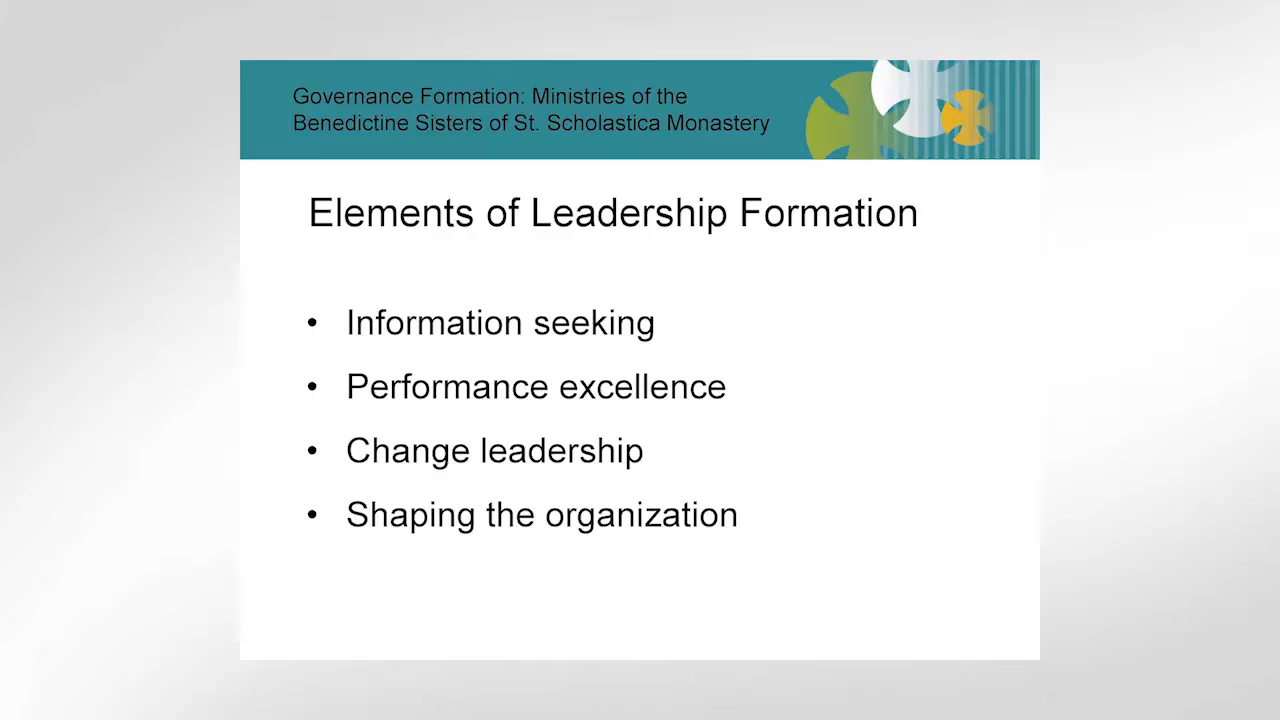 Governance Formation: Ministries of the
Benedictine Sisters of St. Scholastica Monastery
Elements of Leadership Formation
• Information seeking
• Performance excellence
• Change leadership
• Shaping the organization